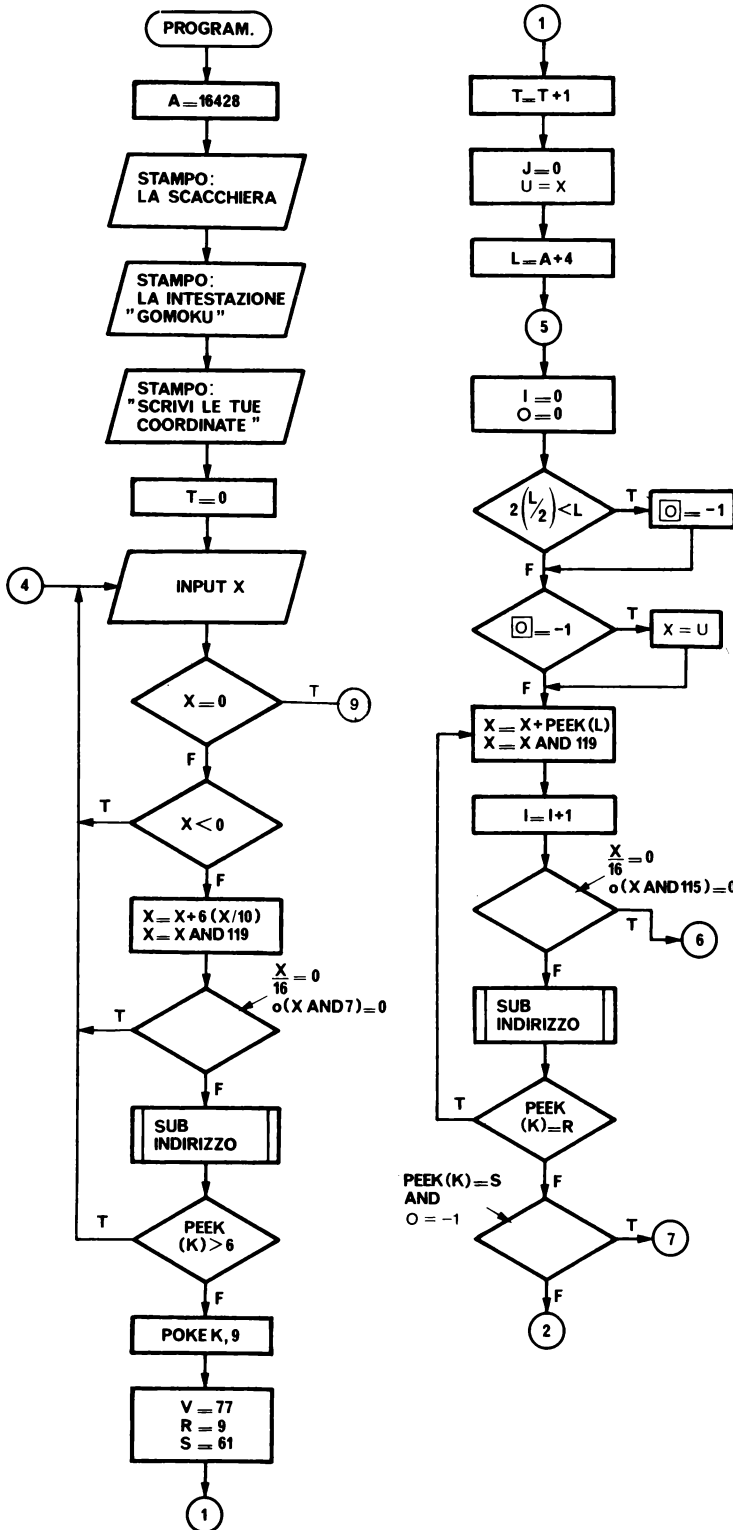 PROGRAM.
A=16428
STAMPO:
LA SCACCHIERA
STAMPO:
LA INTESTAZIONE
"GOMOKU"
STAMPO:
"SCRIVI LE TUE
COORDINATE"
T=0
4
INPUT X
X=0
T
9
F
T
X<0
F
X=X+6(X/10)
X=X AND 119
X/16=0
o(X AND 7)=0
T
F
SUB
INDIRIZZO
T
PEEK
(K)>6
F
POKE K, 9
V=77
R=9
S=61
1
1
T=T+1
J=0
U=X
L=A+4
5
I=0
O=0
2(L/2)<L
T
O=-1
F
O=-1
T
X=U
F
X=X+PEEK(L)
X=X AND 119
I=I+1
X/16=0
o(X AND 115)=0
T
6
F
SUB
INDIRIZZO
T
PEEK
(K)=R
F
PEEK(K)=S
AND
O=-1
T
7
F
2